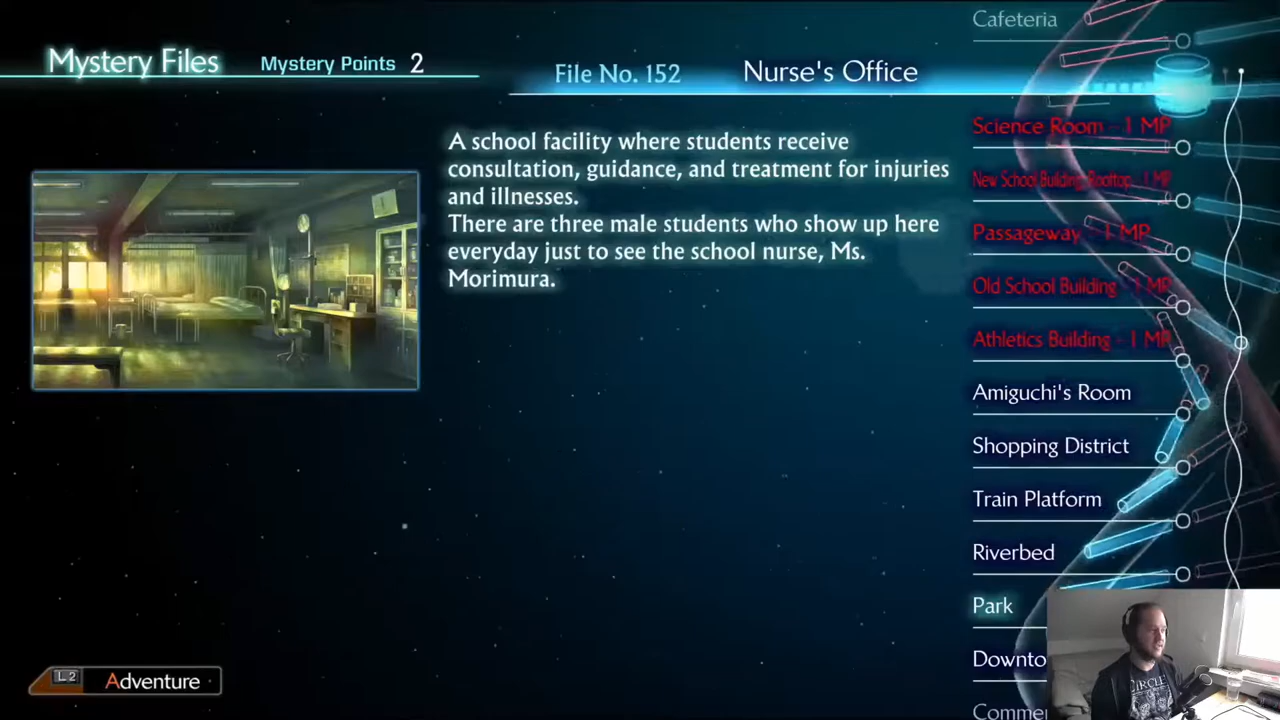 Mystery Files
Mystery Points 2
File No. 152
Nurse's Office
A school facility where students receive
consultation, guidance, and treatment for injuries
and illnesses.
There are three male students who show up here
everyday just to see the school nurse, Ms.
Morimura.
Cafeteria
Science Room - 1 MP
New School Building: Rooftop - 1 MP
Passageway - 1 MP
Old School Building - 1 MP
Athletics Building - 1 MP
Amiguchi's Room
Shopping District
Train Platform
Riverbed
Park
Downto
Commer
L2 Adventure
CIRCLE